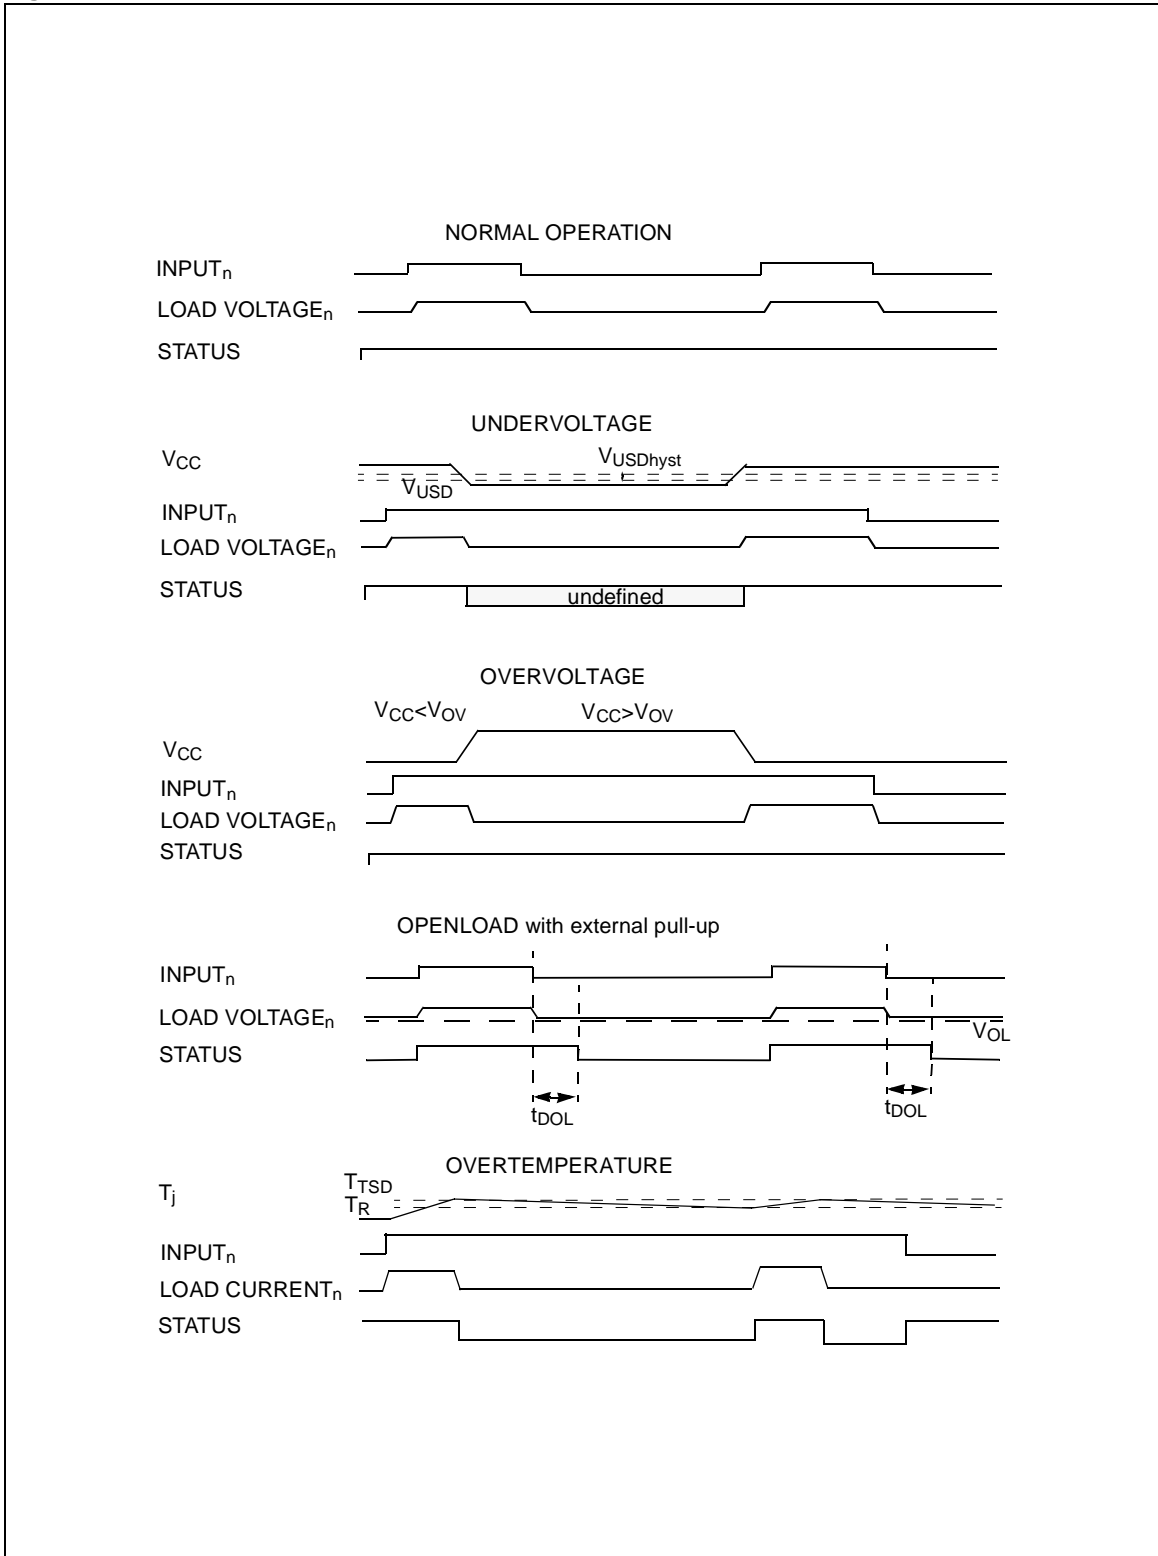 NORMAL OPERATION
INPUTn
LOAD VOLTAGEn
STATUS
UNDERVOLTAGE
VCC
VUSDhyst
VUSD
INPUTn
LOAD VOLTAGEn
STATUS
undefined
OVERVOLTAGE
VCC<VOV
VCC>VOV
VCC
INPUTn
LOAD VOLTAGEn
STATUS
OPENLOAD with external pull-up
INPUTn
LOAD VOLTAGEn
VOL
STATUS
tDOL
tDOL
OVERTEMPERATURE
Tj
TTSD
TR
INPUTn
LOAD CURRENTn
STATUS